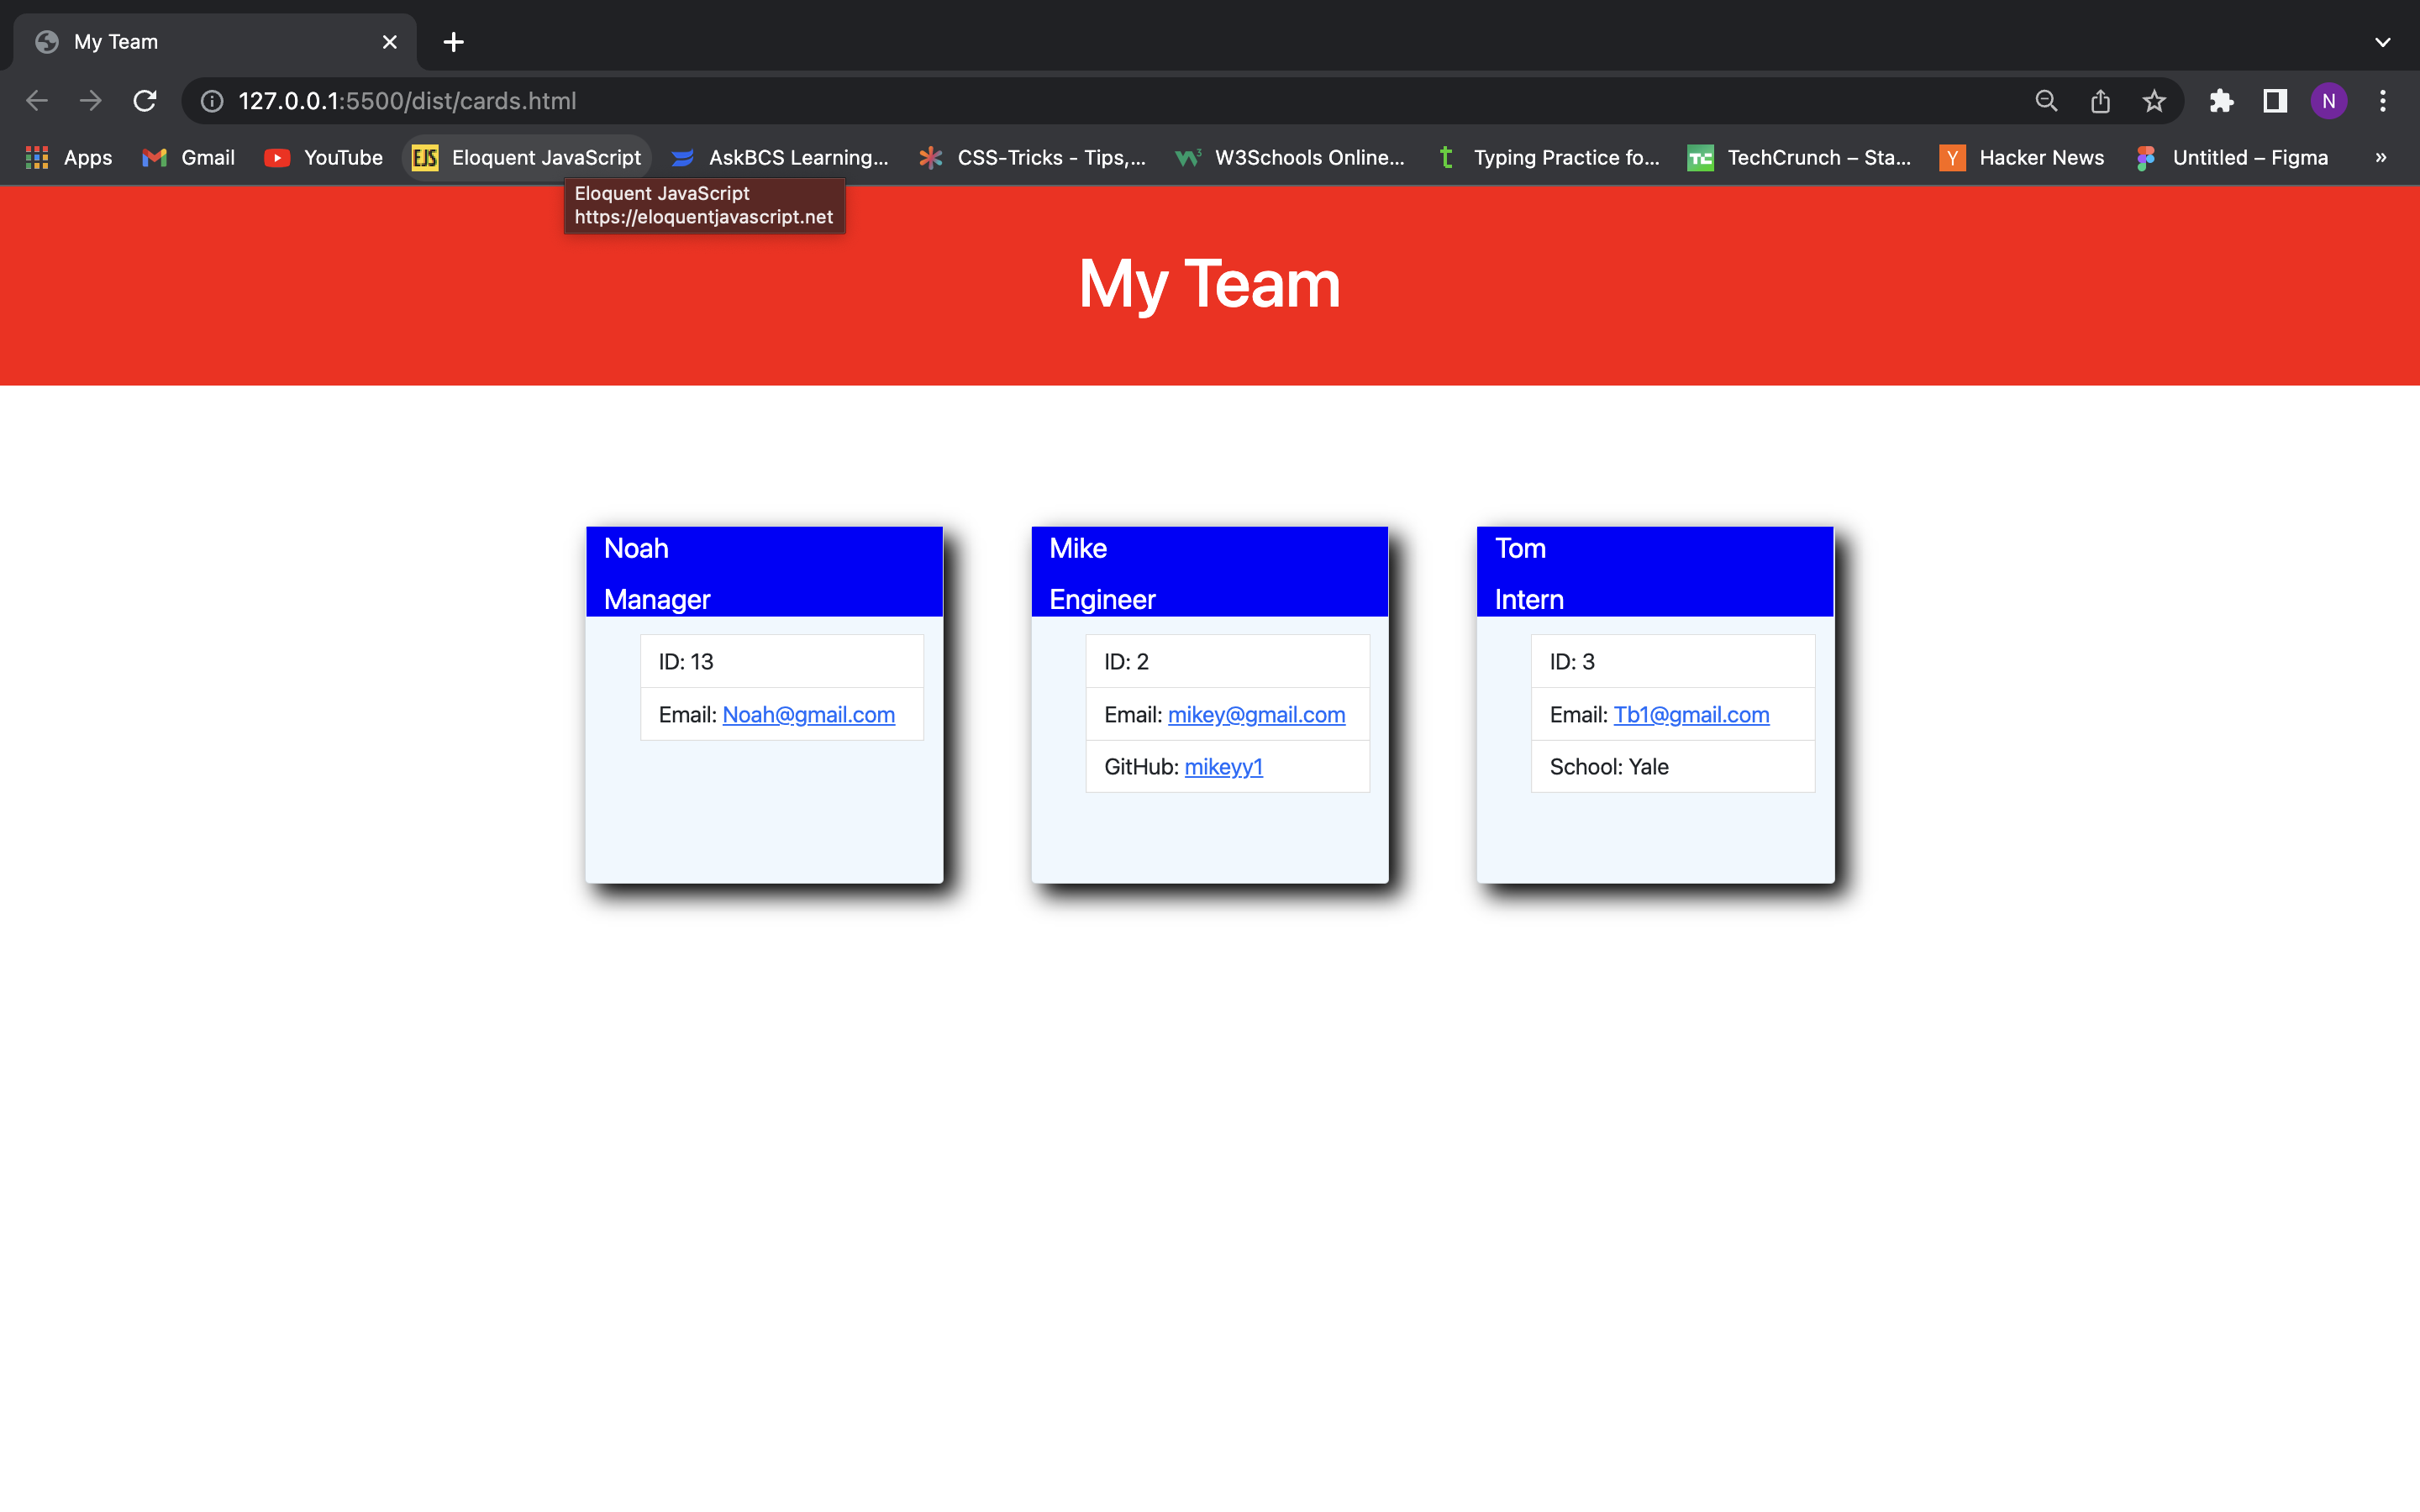 My Team
127.0.0.1:5500/dist/cards.html
N
Apps Gmail YouTube EJS Eloquent JavaScript AskBCS Learning... CSS-Tricks - Tips,... W3Schools Online... t Typing Practice fo... TechCrunch – Sta... Y Hacker News Untitled – Figma »
Eloquent JavaScript
https://eloquentjavascript.net
My Team
Noah
Manager
ID: 13
Email: Noah@gmail.com
Mike
Engineer
ID: 2
Email: mikey@gmail.com
GitHub: mikeyy1
Tom
Intern
ID: 3
Email: Tb1@gmail.com
School: Yale